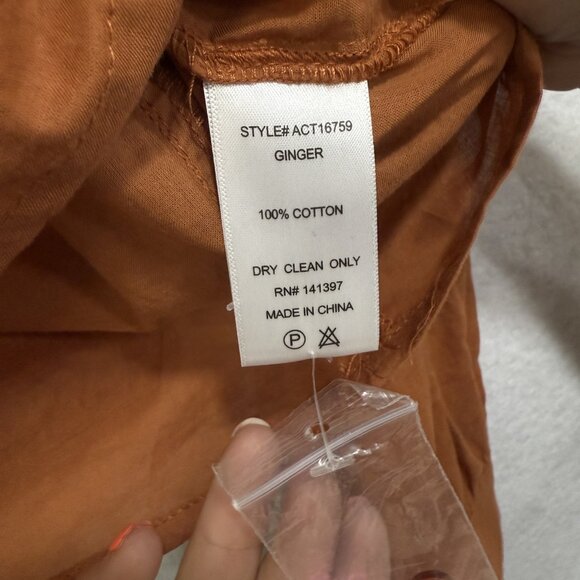 STYLE# ACT16759
GINGER
100% COTTON
DRY CLEAN ONLY
RN# 141397
MADE IN CHINA
P